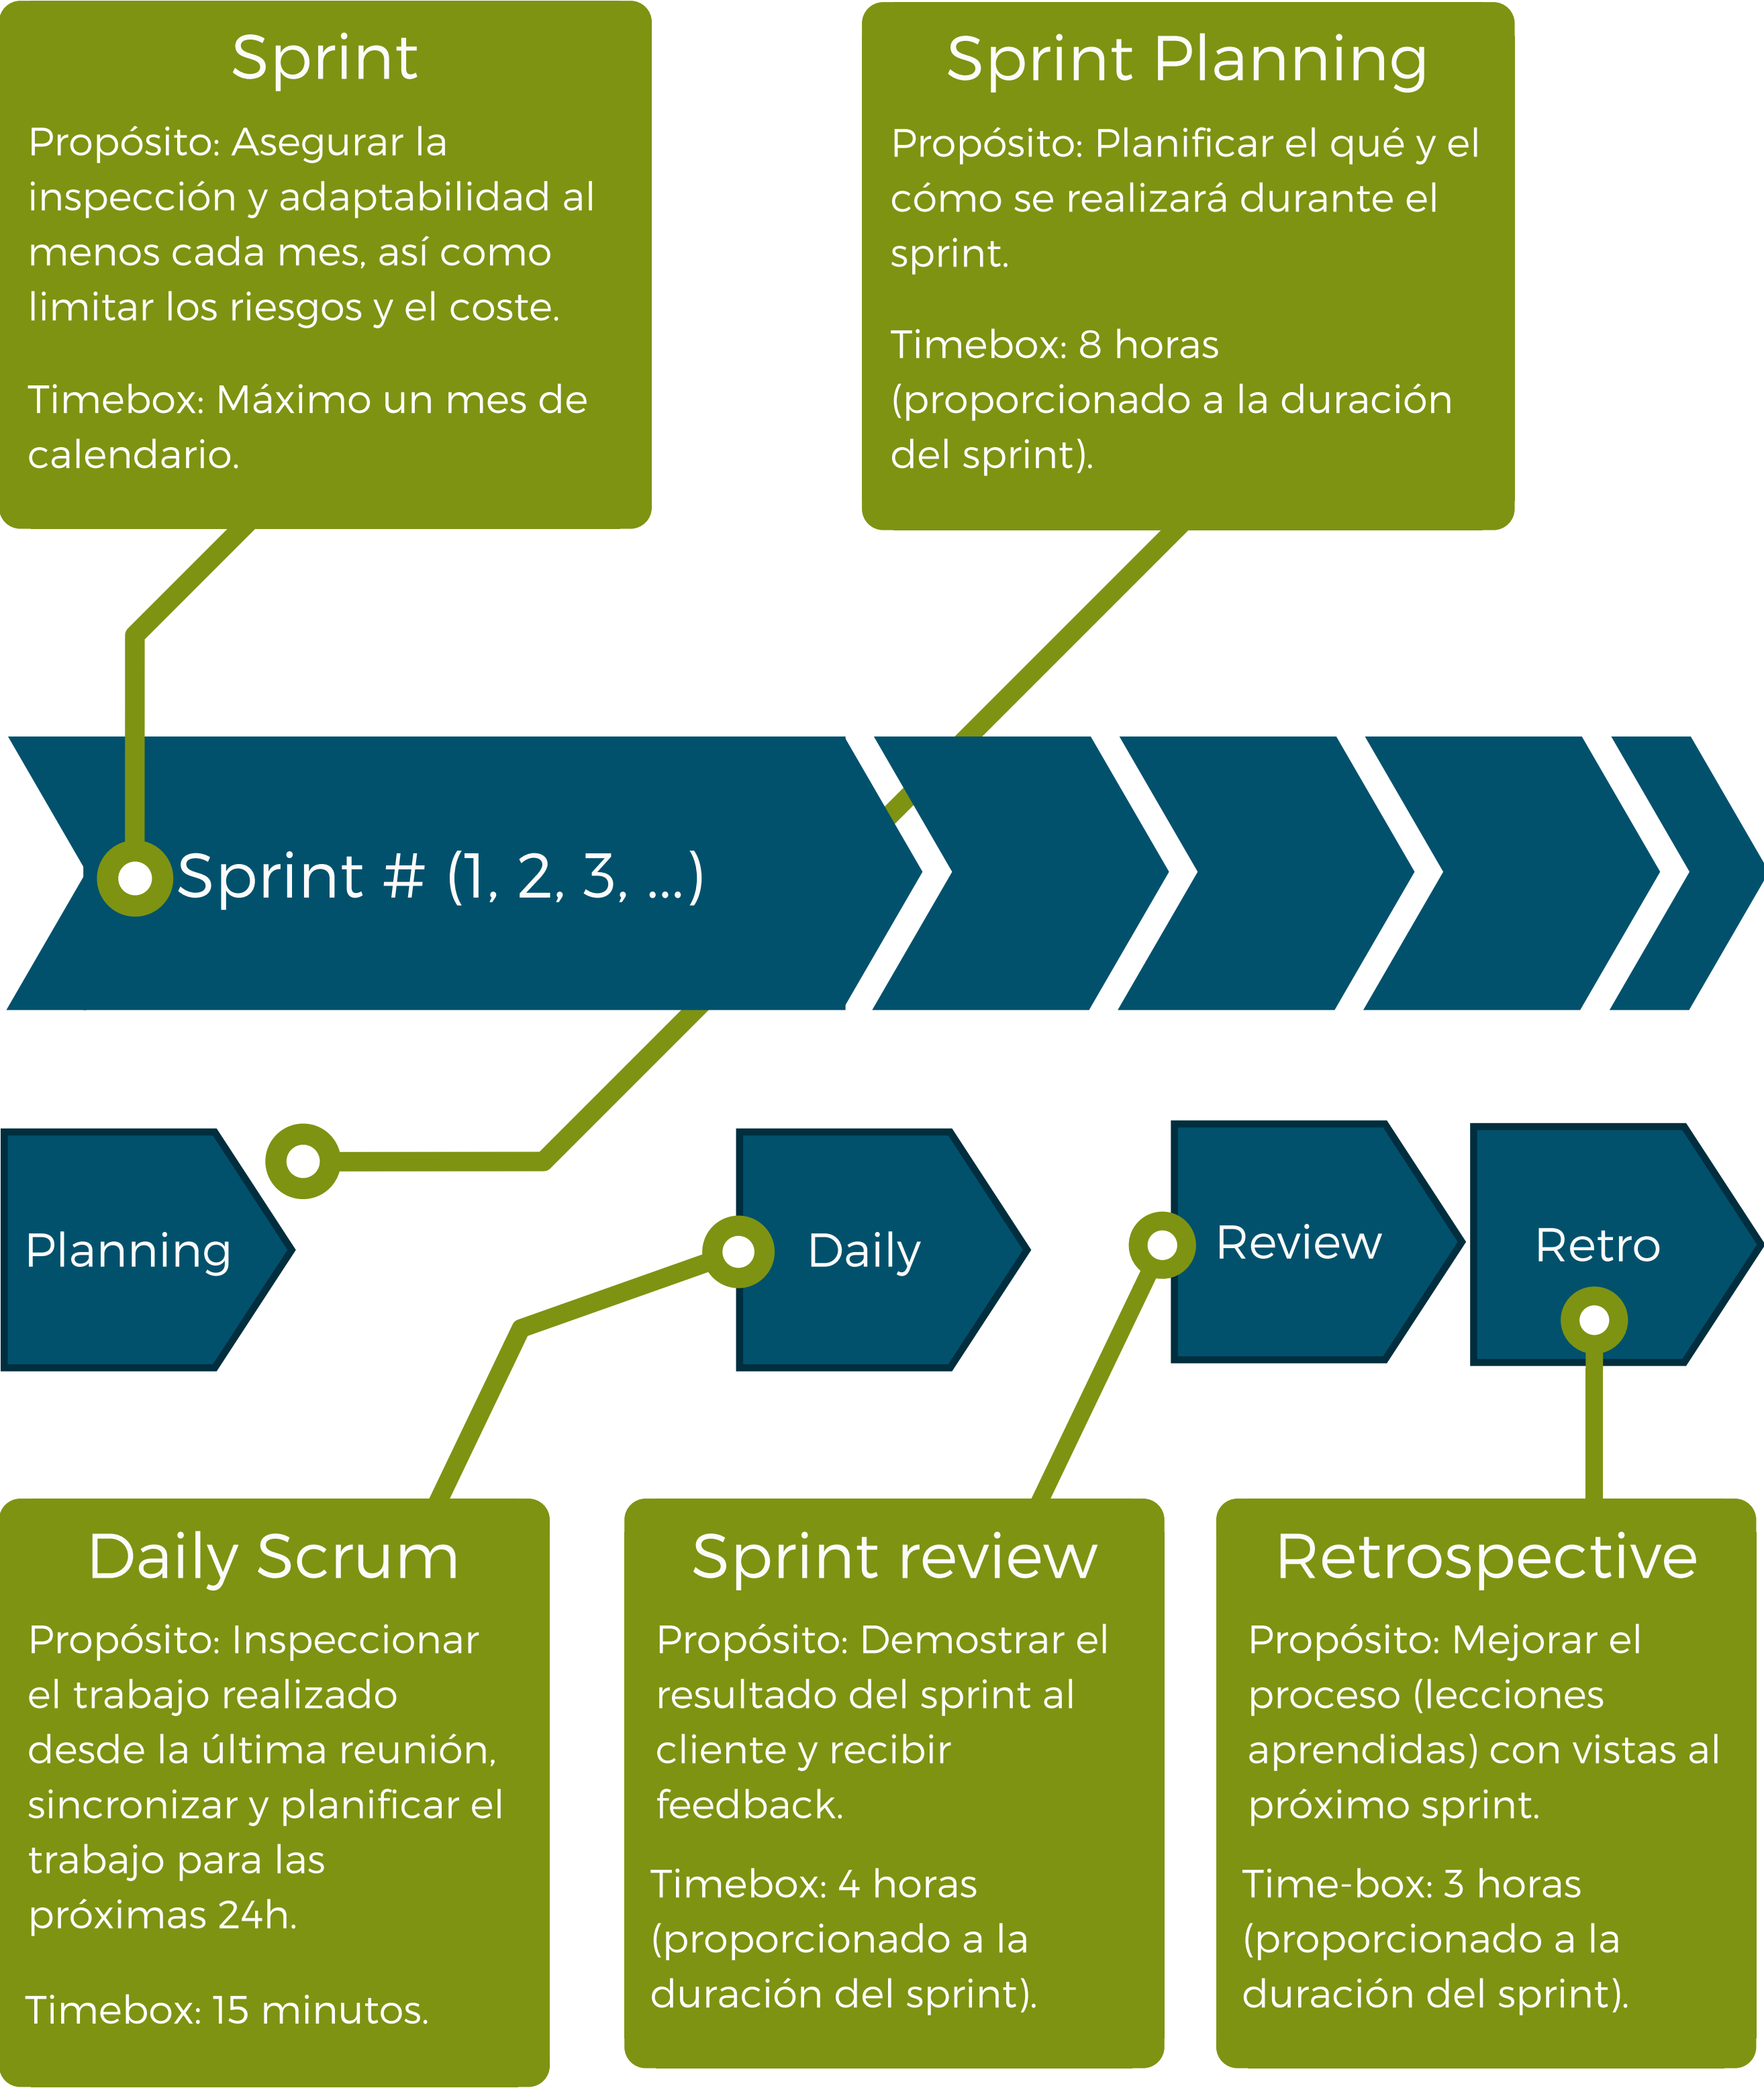 Sprint
Propósito: Asegurar la
inspección y adaptabilidad al
menos cada mes, así como
limitar los riesgos y el coste.
Timebox: Máximo un mes de
calendario.
Sprint Planning
Propósito: Planificar el qué y el
cómo se realizará durante el
sprint.
Timebox: 8 horas
(proporcionado a la duración
del sprint).
Sprint # (1, 2, 3, ...)
Planning
Daily
Review
Retro
Daily Scrum
Propósito: Inspeccionar
el trabajo realizado
desde la última reunión,
sincronizar y planificar el
trabajo para las
próximas 24h.
Timebox: 15 minutos.
Sprint review
Propósito: Demostrar el
resultado del sprint al
cliente y recibir
feedback.
Timebox: 4 horas
(proporcionado a la
duración del sprint).
Retrospective
Propósito: Mejorar el
proceso (lecciones
aprendidas) con vistas al
próximo sprint.
Time-box: 3 horas
(proporcionado a la
duración del sprint).